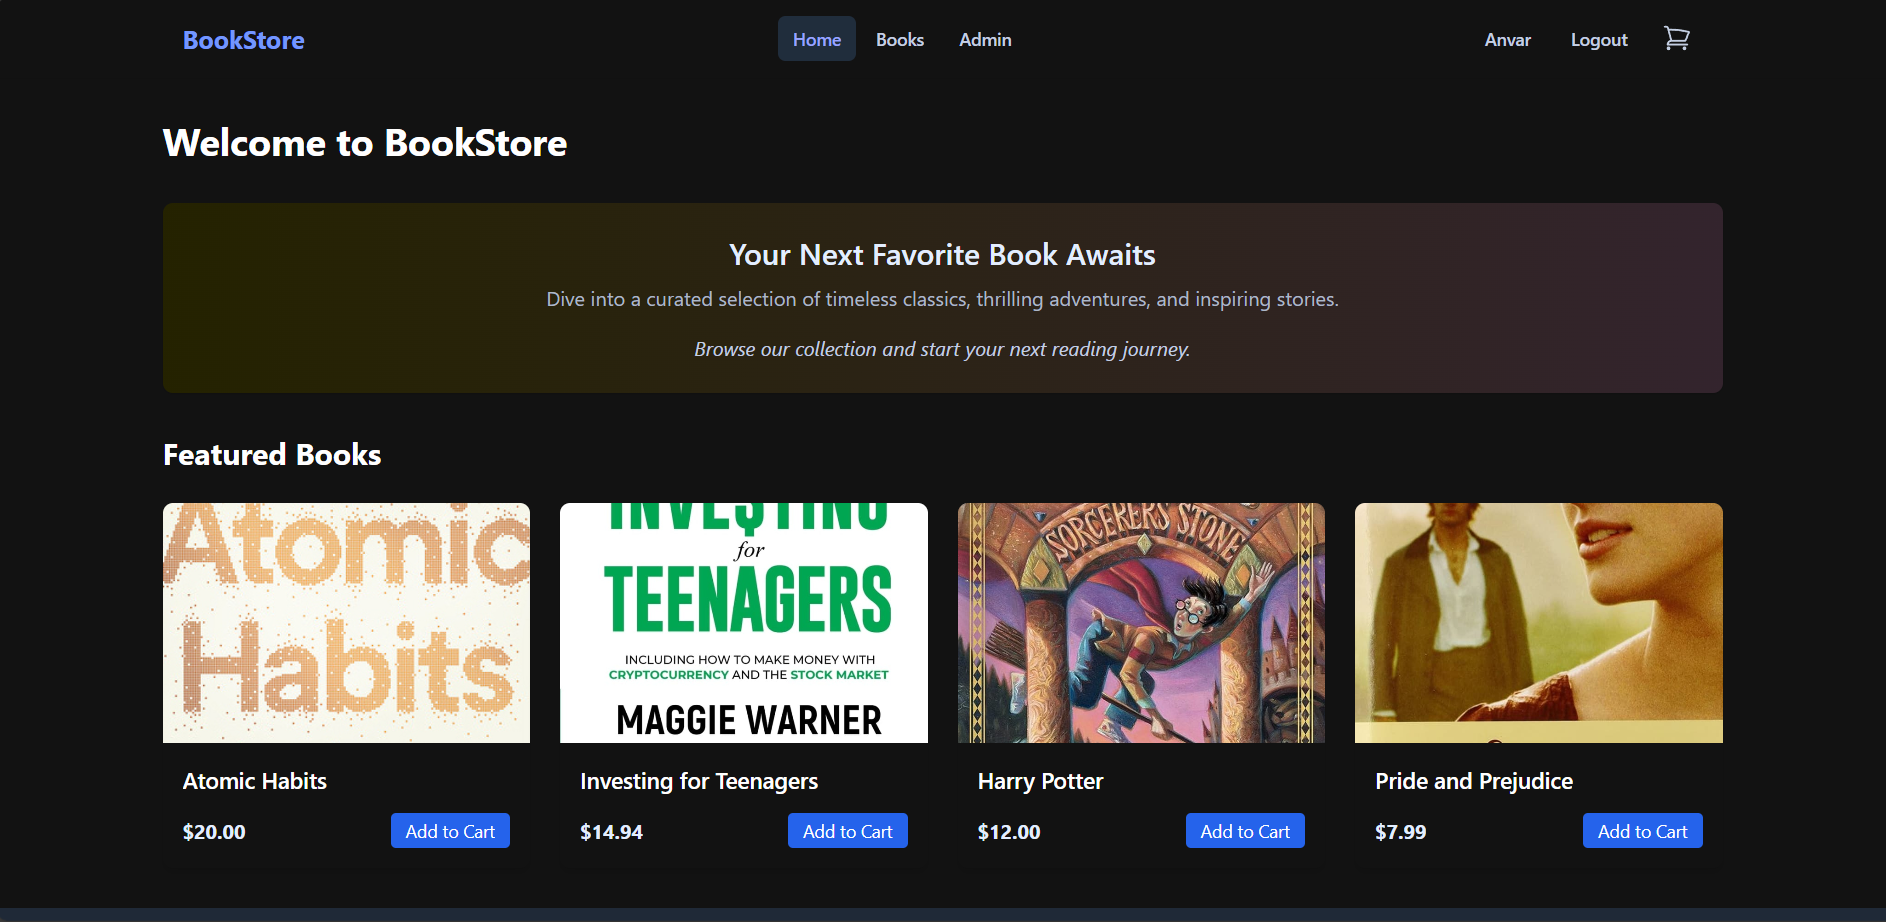 BookStore
Home
Books
Admin
Anvar
Logout
Welcome to BookStore
Your Next Favorite Book Awaits
Dive into a curated selection of timeless classics, thrilling adventures, and inspiring stories.
Browse our collection and start your next reading journey.
Featured Books
Atomic
Habits
INVE$TING
for
TEENAGERS
INCLUDING HOW TO MAKE MONEY WITH
CRYPTOCURRENCY AND THE STOCK MARKET
MAGGIE WARNER
SORCERERS STONE
Atomic Habits
$20.00
Add to Cart
Investing for Teenagers
$14.94
Add to Cart
Harry Potter
$12.00
Add to Cart
Pride and Prejudice
$7.99
Add to Cart